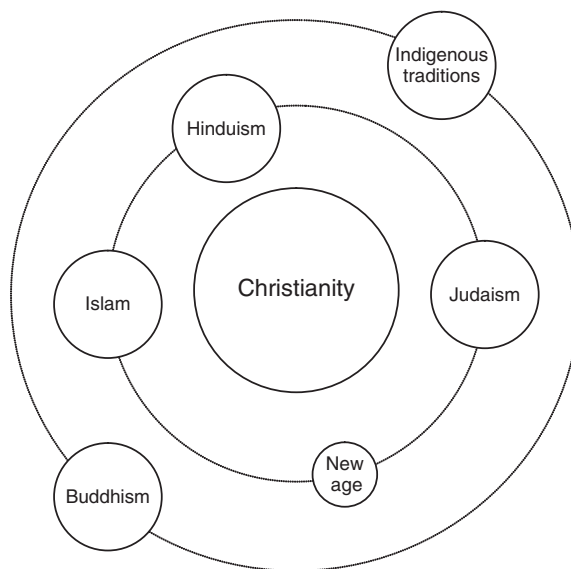 Indigenous
traditions
Hinduism
Christianity
Islam
Judaism
New
age
Buddhism